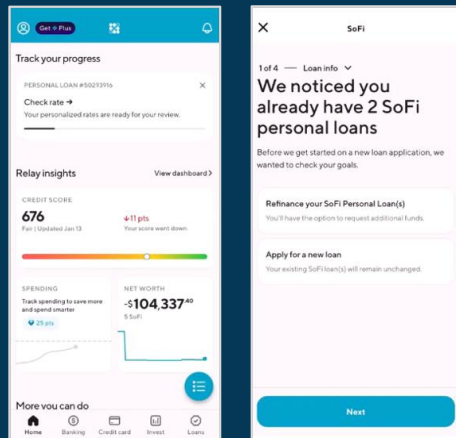 Get Plus
Track your progress
PERSONAL LOAN #50293916
Check rate →
Your personalized rates are ready for your review.
Relay insights
View dashboard >
CREDIT SCORE
676
↓11 pts
Fair | Updated Jan 13
Your score went down
SPENDING
Track spending to save more
and spend smarter
25 pts
NET WORTH
-$104,337.40
5 SoFi
More you can do
Home
Banking
Credit card
Invest
Loans
SoFi
1 of 4 — Loan info
We noticed you
already have 2 SoFi
personal loans
Before we get started on a new loan application, we
wanted to check your goals.
Refinance your SoFi Personal Loan(s)
You'll have the option to request additional funds.
Apply for a new loan
Your existing SoFi loan(s) will remain unchanged.
Next